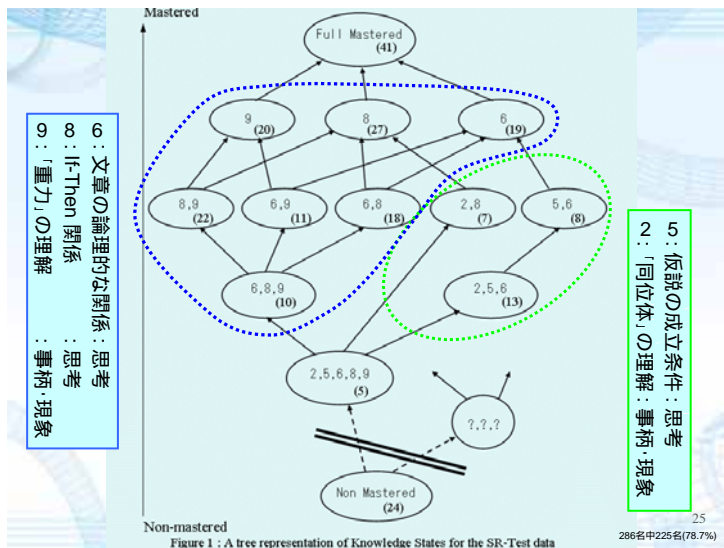 Mastered
Full Mastered
(41)
9
(20)
8
(27)
6
(19)
8,9
(22)
6,9
(11)
6,8
(18)
2,8
(7)
5,6
(8)
6,8,9
(10)
2,5,6
(13)
2,5,6,8,9
(5)
?,?,?
Non Mastered
(24)
Non-mastered
Figure 1 : A tree representation of Knowledge States for the SR-Test data
6：文章の論理的な関係：思考
8：If-Then 関係　　　：思考
9：「重力」の理解　　：事柄・現象
5：仮説の成立条件：思考
2：「同位体」の理解：事柄・現象
25
286名中225名(78.7%)